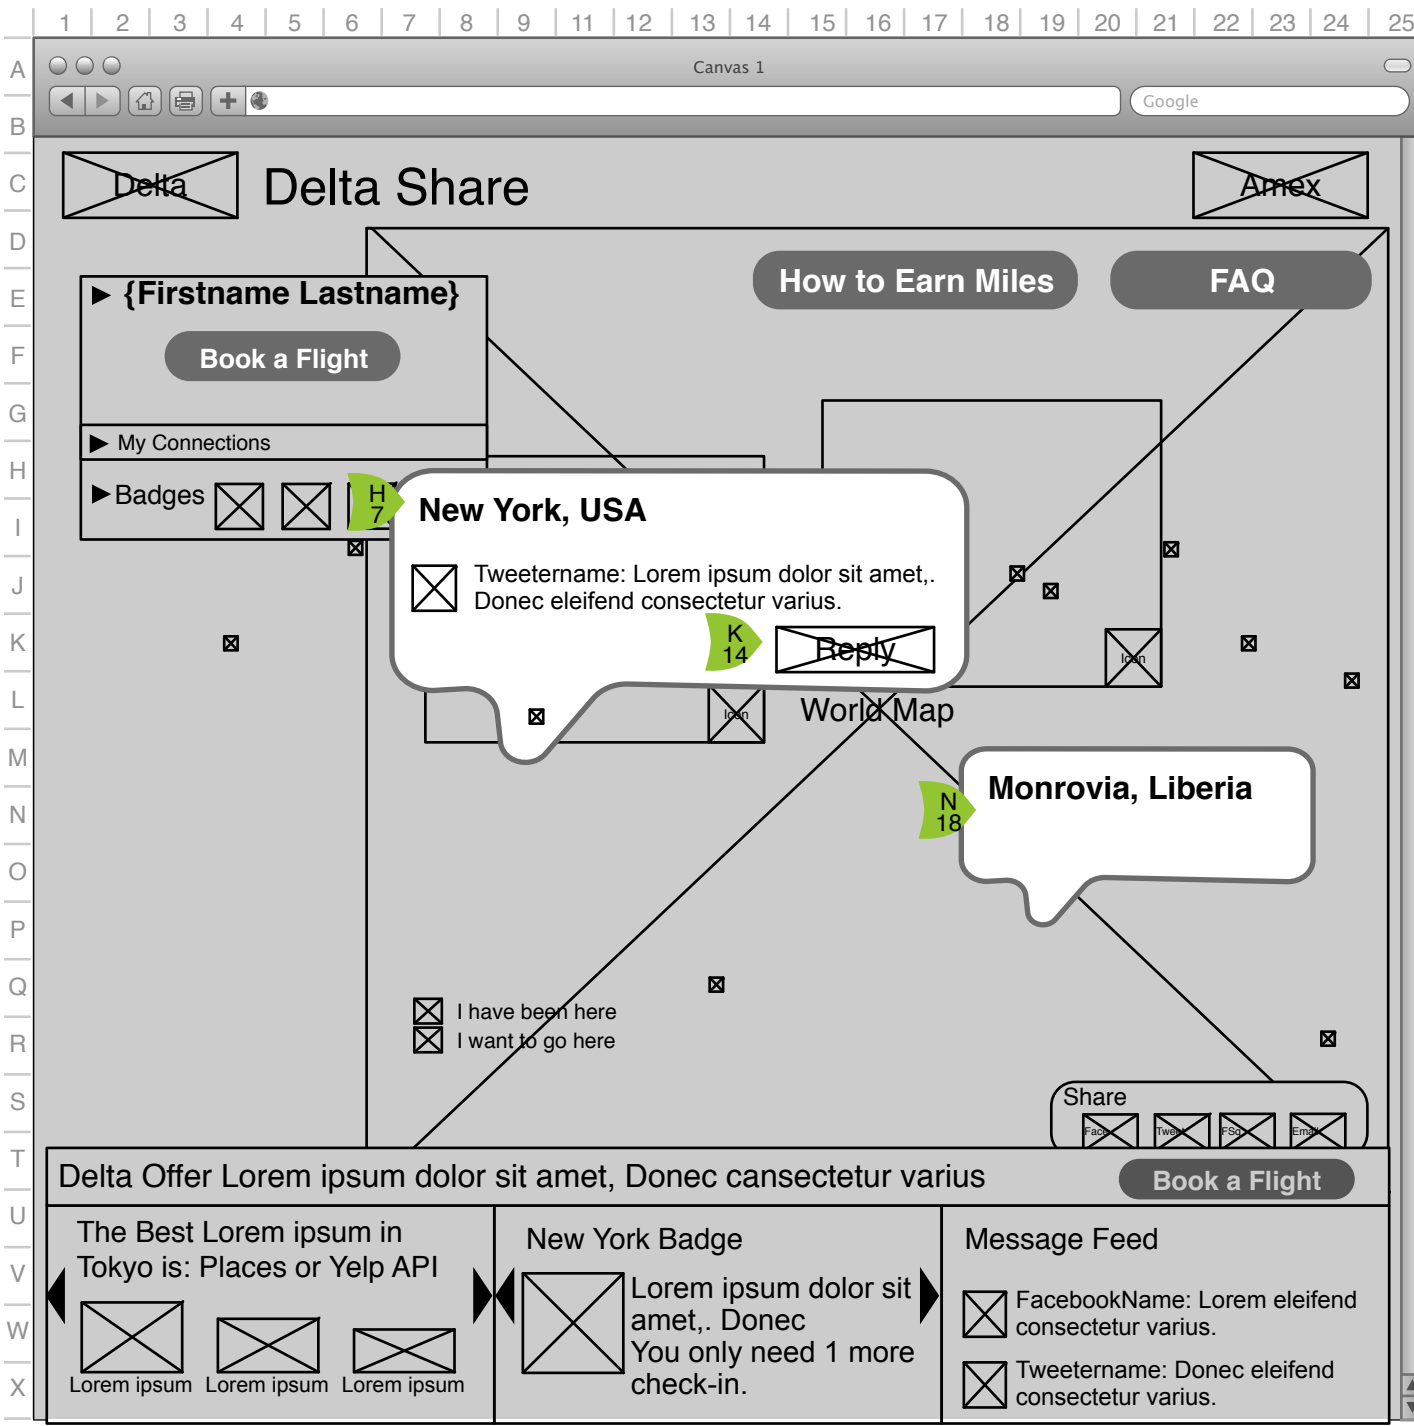 1 2 3 4 5 6 7 8 9 10 11 12 13 14 15 16 17 18 19 20 21 22 23 24 25
A
Canvas 1
B
Google
C
Delta
Delta Share
Amex
D
E
{Firstname Lastname}
How to Earn Miles
FAQ
F
Book a Flight
G
My Connections
H
Badges
H
7
New York, USA
I
J
Tweetername: Lorem ipsum dolor sit amet,.
Donec eleifend consectetur varius.
K
K
14
Reply
Icon
L
Icon
World Map
M
Monrovia, Liberia
N
N
18
O
P
Q
I have been here
R
I want to go here
S
Share
Face
Tweet
FSq
Email
T
Delta Offer Lorem ipsum dolor sit amet, Donec cansectetur varius
Book a Flight
U
The Best Lorem ipsum in
Tokyo is: Places or Yelp API
V
W
Lorem ipsum Lorem ipsum Lorem ipsum
X
New York Badge
Lorem ipsum dolor sit
amet,. Donec
You only need 1 more
check-in.
Message Feed
FacebookName: Lorem eleifend
consectetur varius.
Tweetername: Donec eleifend
consectetur varius.